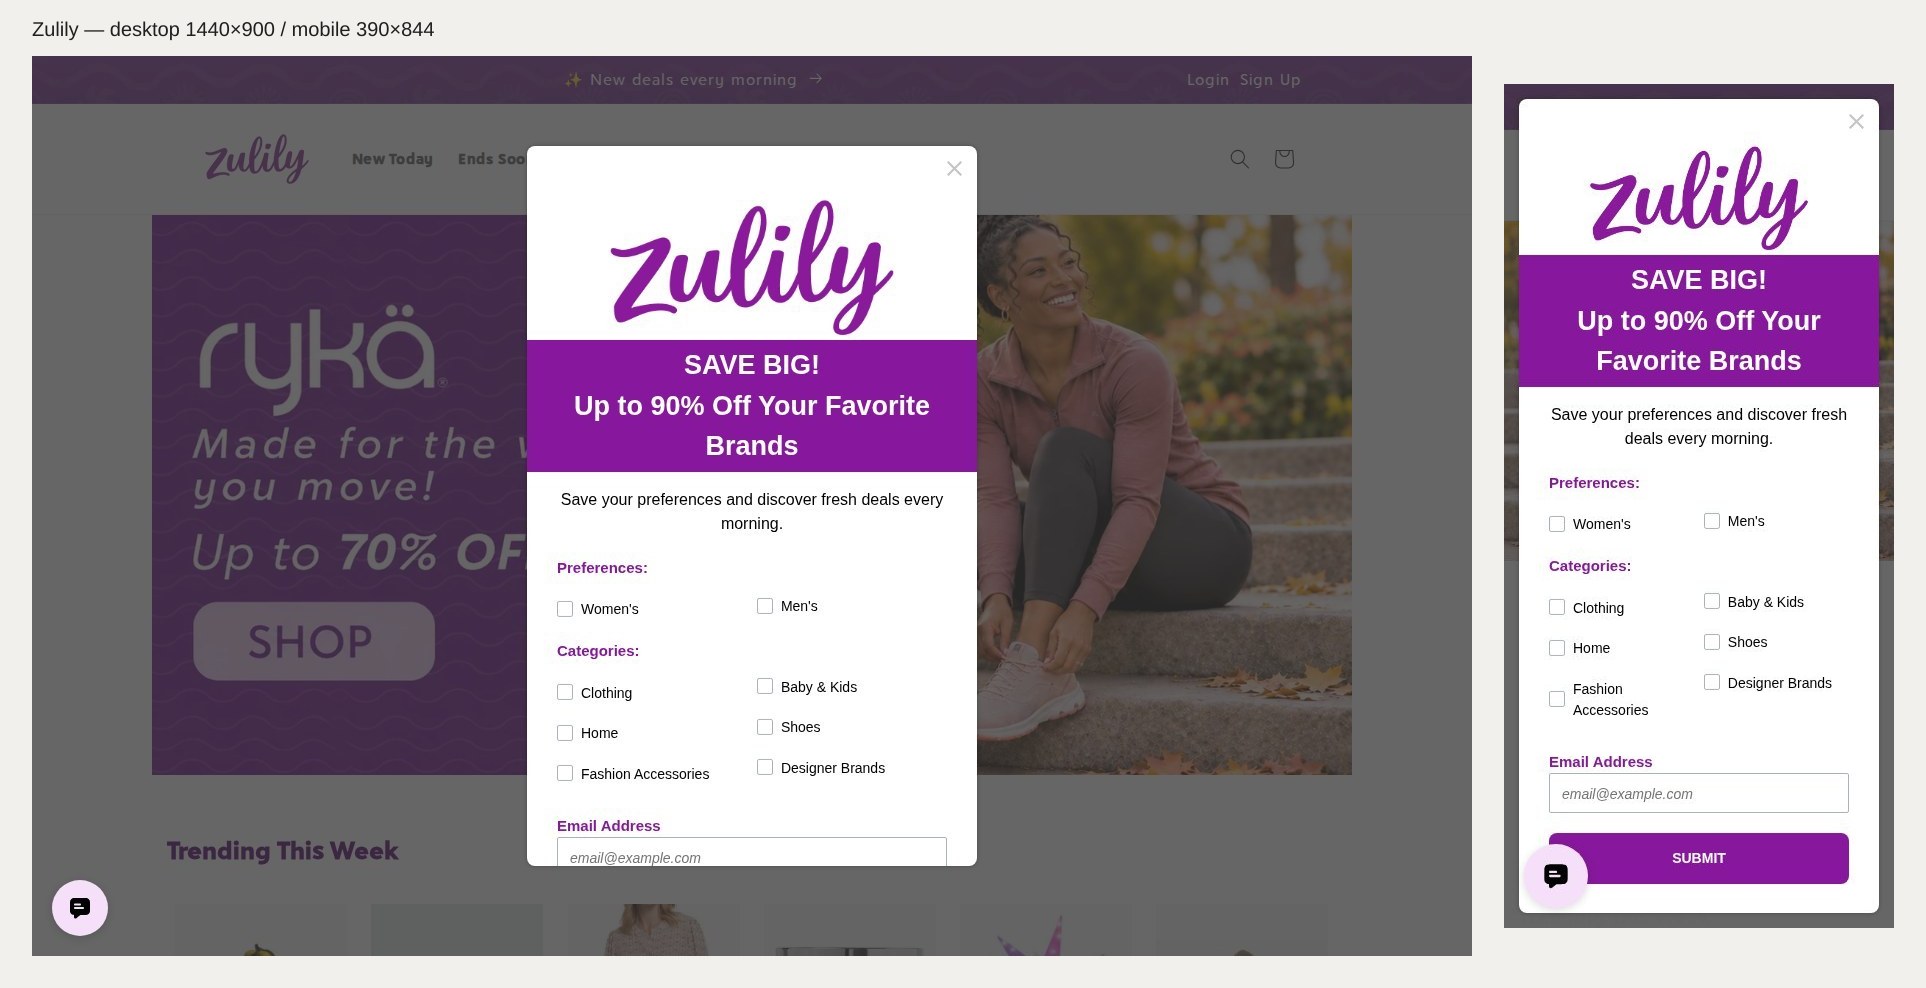 Zulily — desktop 1440×900 / mobile 390×844
✨ New deals every morning →
Login Sign Up
zulily
New Today
Ends Soo
rykä®
Made for the w
you move!
Up to 70% OF
SHOP
Trending This Week
zulily
SAVE BIG!
Up to 90% Off Your Favorite
Brands
Save your preferences and discover fresh deals every
morning.
Preferences:
Women's
Men's
Categories:
Clothing
Baby & Kids
Home
Shoes
Fashion Accessories
Designer Brands
Email Address
email@example.com
zulily
SAVE BIG!
Up to 90% Off Your
Favorite Brands
Save your preferences and discover fresh
deals every morning.
Preferences:
Women's
Men's
Categories:
Clothing
Baby & Kids
Home
Shoes
Fashion
Accessories
Designer Brands
Email Address
email@example.com
SUBMIT